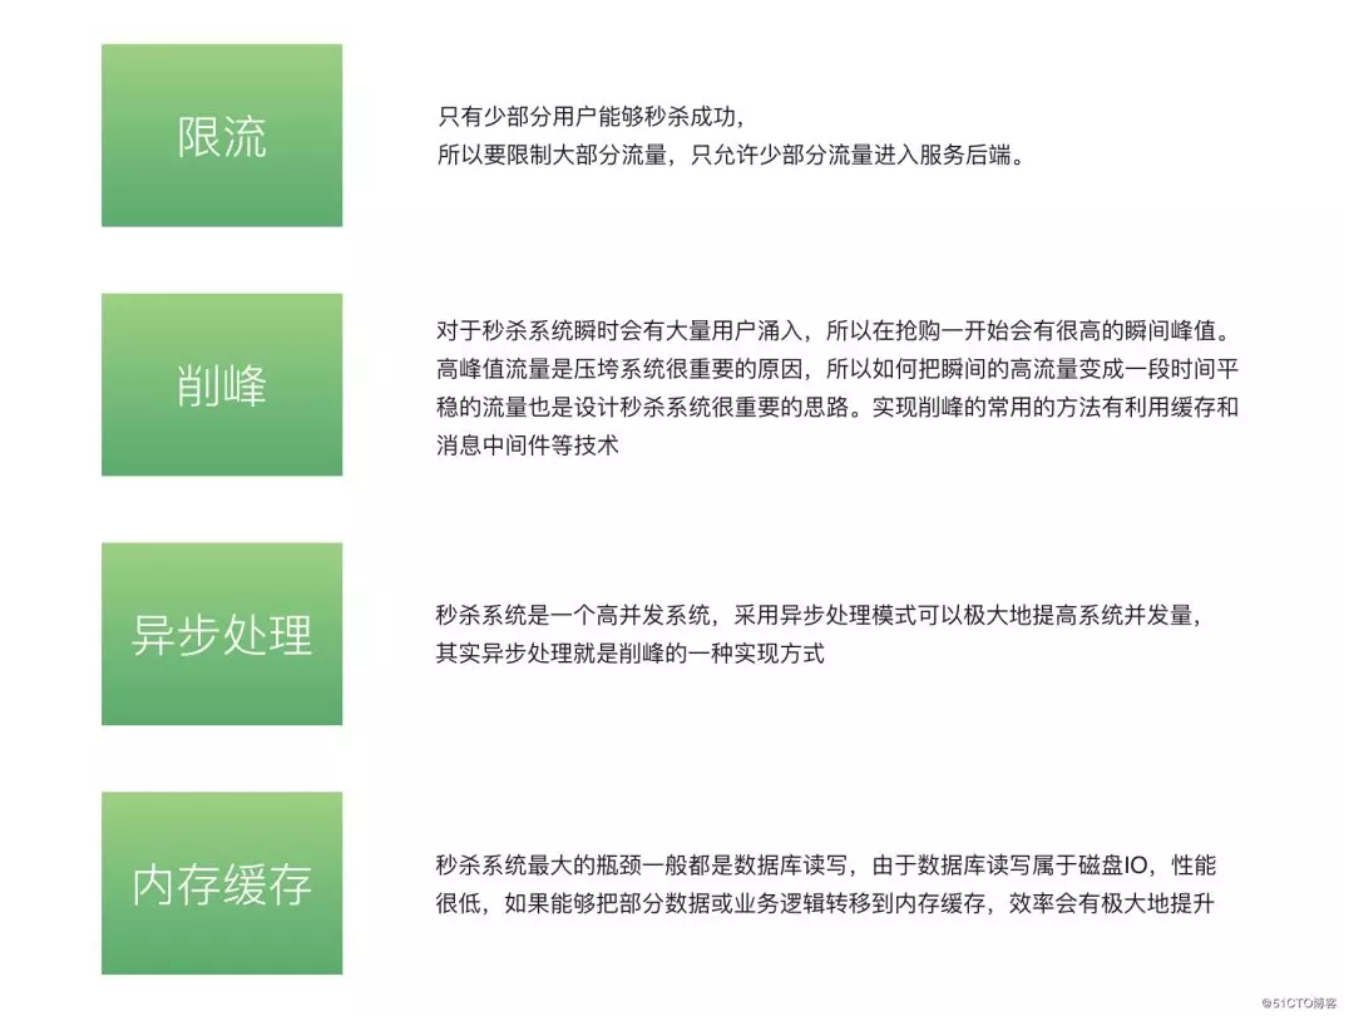 限流
只有少部分用户能够秒杀成功，
所以要限制大部分流量，只允许少部分流量进入服务后端。
削峰
对于秒杀系统瞬时会有大量用户涌入，所以在抢购一开始会有很高的瞬间峰值。
高峰值流量是压垮系统很重要的原因，所以如何把瞬间的高流量变成一段时间平
稳的流量也是设计秒杀系统很重要的思路。实现削峰的常用的方法有利用缓存和
消息中间件等技术
异步处理
秒杀系统是一个高并发系统，采用异步处理模式可以极大地提高系统并发量，
其实异步处理就是削峰的一种实现方式
内存缓存
秒杀系统最大的瓶颈一般都是数据库读写，由于数据库读写属于磁盘IO，性能
很低，如果能够把部分数据或业务逻辑转移到内存缓存，效率会有极大地提升
@51CTO博客